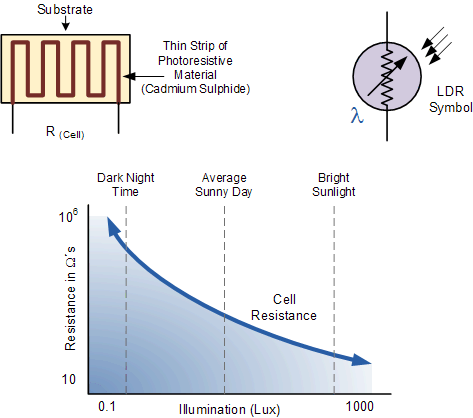 Substrate
Thin Strip of
Photoresistive
Material
(Cadmium Sulphide)
R (Cell)
λ
LDR
Symbol
Dark Night
Time
Average
Sunny Day
Bright
Sunlight
10⁶
Resistance in Ω´s
Cell
Resistance
10
0.1
Illumination (Lux)
1000